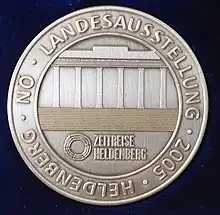 NÖ · LANDESAUSSTELLUNG · 2005 · HELDENBERG ·
ZEITREISE
HELDENBERG